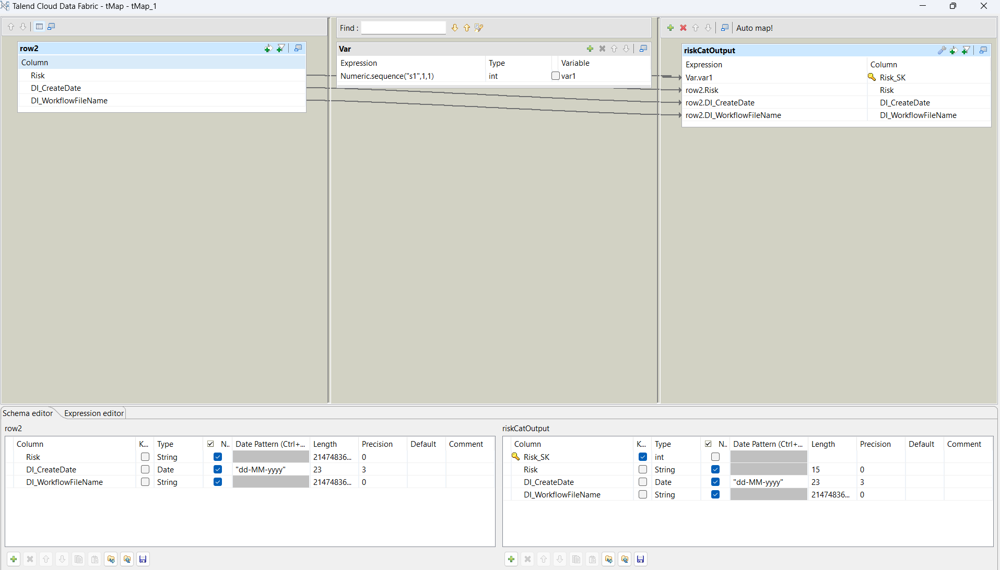 Talend Cloud Data Fabric - tMap - tMap_1
Find :
Auto map!
row2
Column
Risk
DI_CreateDate
DI_WorkflowFileName
Var
Expression Type Variable
Numeric.sequence("s1",1,1) int var1
riskCatOutput
Expression Column
Var.var1 Risk_SK
row2.Risk Risk
row2.DI_CreateDate DI_CreateDate
row2.DI_WorkflowFileName DI_WorkflowFileName
Schema editor Expression editor
row2
Column K... Type N.. Date Pattern (Ctrl+... Length Precision Default Comment
Risk String 21474836... 0
DI_CreateDate Date "dd-MM-yyyy" 23 3
DI_WorkflowFileName String 21474836... 0
riskCatOutput
Column K... Type N.. Date Pattern (Ctrl+... Length Precision Default Comment
Risk_SK int
Risk String 15 0
DI_CreateDate Date "dd-MM-yyyy" 23 3
DI_WorkflowFileName String 21474836... 0